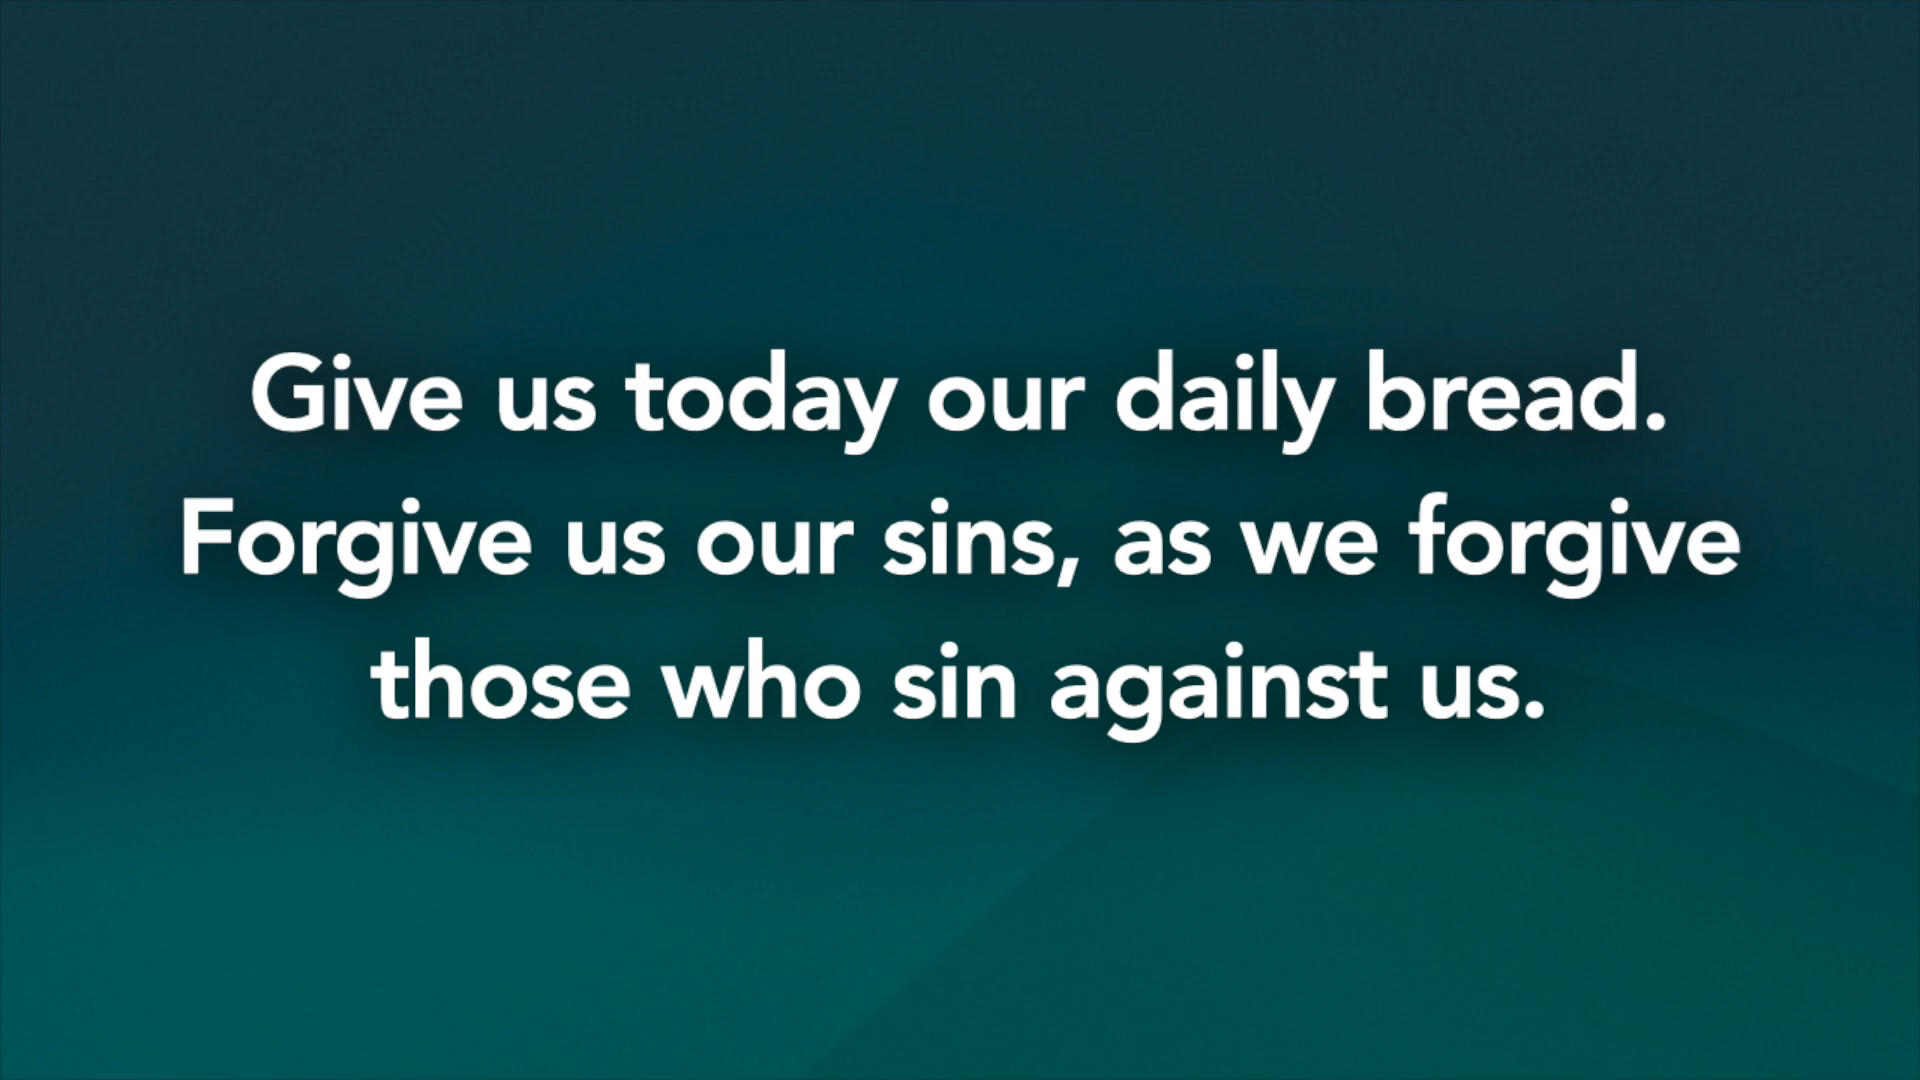 Give us today our daily bread.
Forgive us our sins, as we forgive
those who sin against us.